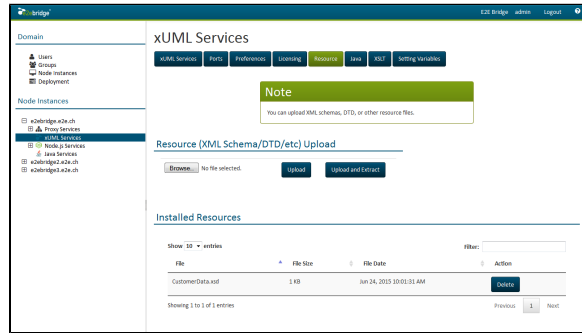 e2ebridge
E2E Bridge admin Logout
Domain
Users
Groups
Node Instances
Deployment
Node Instances
e2ebridge.e2e.ch
Proxy Services
xUML Services
Node.js Services
Java Services
e2ebridge2.e2e.ch
e2ebridge3.e2e.ch
xUML Services
xUML Services Ports Preferences Licensing Resource Java XSLT Setting Variables
Note
You can upload XML schemas, DTD, or other resource files.
Resource (XML Schema/DTD/etc) Upload
Browse... No file selected. Upload Upload and Extract
Installed Resources
Show 10 entries Filter:
File File Size File Date Action
CustomerData.xsd 1 KB Jun 24, 2015 10:01:31 AM Delete
Showing 1 to 1 of 1 entries Previous 1 Next